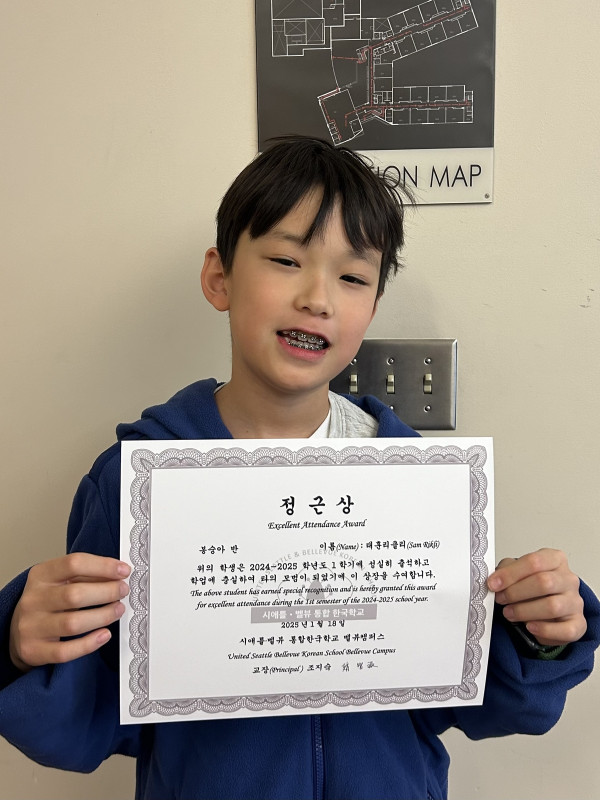 ION MAP
정 근 상
Excellent Attendance Award
봉숭아 반 이름(Name) : 태훈리클리(Sam Rikli)
위의 학생은 2024~2025 학년도 1학기에 성실히 출석하고
학업에 충실하여 타의 모범이 되었기에 이 상장을 수여합니다.
The above student has earned special recognition and is hereby granted this award
for excellent attendance during the 1st semester of the 2024-2025 school year.
시애틀·벨뷰 통합 한국학교
2025 년 1 월 18 일
시애틀·벨뷰 통합한국학교 벨뷰캠퍼스
United Seattle Bellevue Korean School Bellevue Campus
교장(Principal) 조지숙